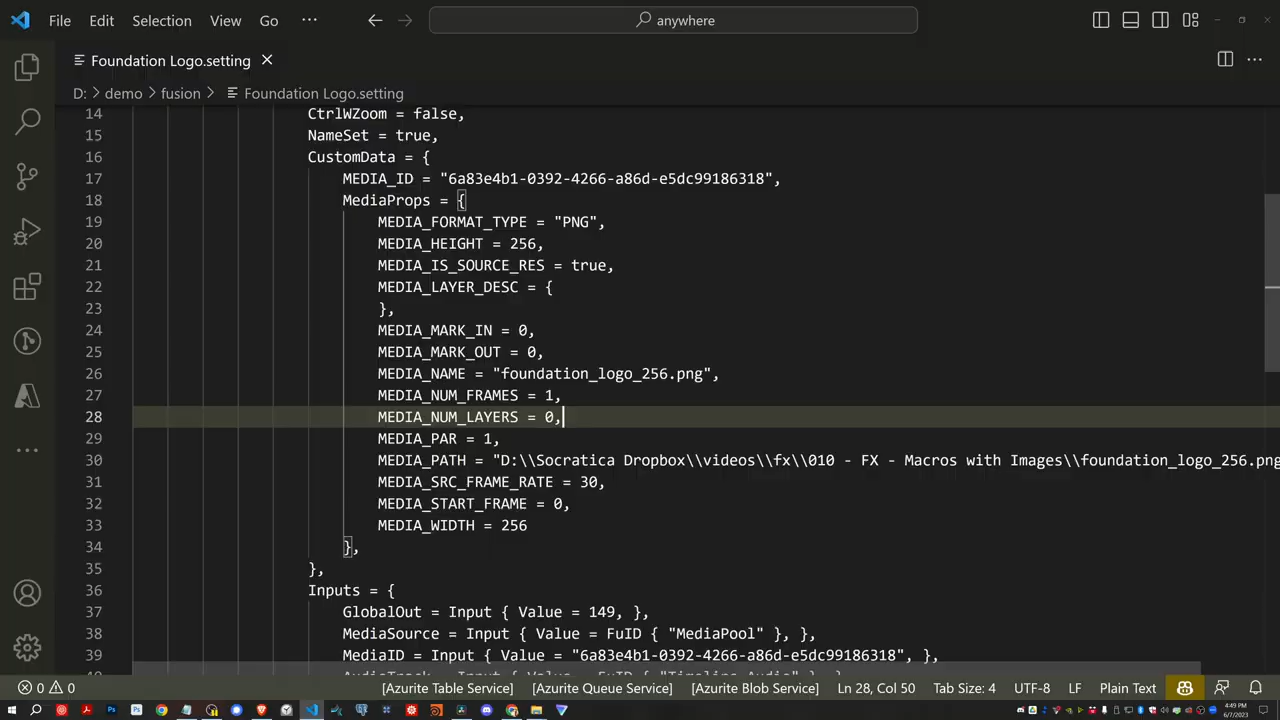 File Edit Selection View Go ··· anywhere
Foundation Logo.setting
D: > demo > fusion > Foundation Logo.setting
14 CtrlWZoom = false,
15 NameSet = true,
16 CustomData = {
17 MEDIA_ID = "6a83e4b1-0392-4266-a86d-e5dc99186318",
18 MediaProps = {
19 MEDIA_FORMAT_TYPE = "PNG",
20 MEDIA_HEIGHT = 256,
21 MEDIA_IS_SOURCE_RES = true,
22 MEDIA_LAYER_DESC = {
23 },
24 MEDIA_MARK_IN = 0,
25 MEDIA_MARK_OUT = 0,
26 MEDIA_NAME = "foundation_logo_256.png",
27 MEDIA_NUM_FRAMES = 1,
28 MEDIA_NUM_LAYERS = 0,
29 MEDIA_PAR = 1,
30 MEDIA_PATH = "D:\\Socratica Dropbox\\videos\\fx\\010 - FX - Macros with Images\\foundation_logo_256.png
31 MEDIA_SRC_FRAME_RATE = 30,
32 MEDIA_START_FRAME = 0,
33 MEDIA_WIDTH = 256
34 },
35 },
36 Inputs = {
37 GlobalOut = Input { Value = 149, },
38 MediaSource = Input { Value = FuID { "MediaPool" }, },
39 MediaID = Input { Value = "6a83e4b1-0392-4266-a86d-e5dc99186318", },
0 0 [Azurite Table Service] [Azurite Queue Service] [Azurite Blob Service] Ln 28, Col 50 Tab Size: 4 UTF-8 LF Plain Text
4:49 PM
6/7/2023